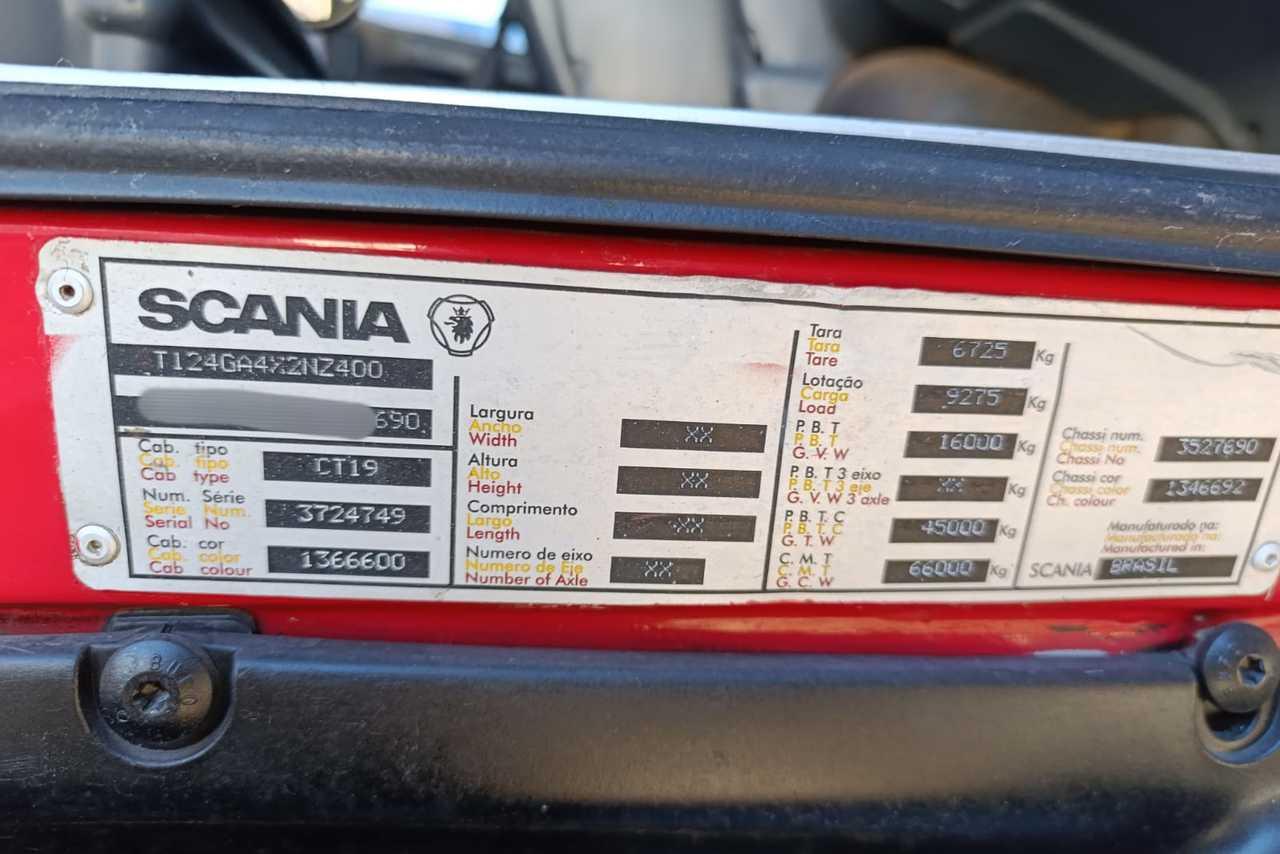 SCANIA
T124GA4X2NZ400
690
Cab. tipo
Cab. tipo
Cab type
CT19
Num. Série
Serie Num.
Serial No
3724749
Cab. cor
Cab. color
Cab colour
1366600
Largura
Ancho
Width
XX
Altura
Alto
Height
XX
Comprimento
Largo
Length
XX
Numero de eixo
Numero de Eje
Number of Axle
XX
Tara
Tara
Tare
6725 Kg
Lotação
Carga
Load
9275 Kg
P. B. T
P. B. T
G. V. W
16000 Kg
P. B. T 3 eixo
P. B. T 3 eje
G. V. W 3 axle
XX Kg
P. B. T. C
P. B. T. C
G. T. W
45000 Kg
C. M. T
C. M. T
G. C. W
66000 Kg
Chassi num.
Chassi num.
Chassi No
3527690
Chassi cor
Chassi color
Ch. colour
1346692
Manufaturado na:
Manufacturado na:
Manufactured in:
SCANIA BRASIL